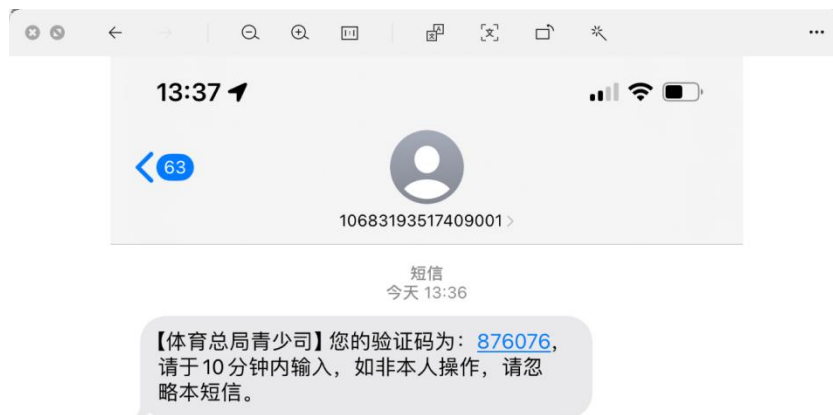 13:37
63
10683193517409001
短信
今天 13:36
【体育总局青少司】您的验证码为：876076，
请于10分钟内输入，如非本人操作，请忽
略本短信。